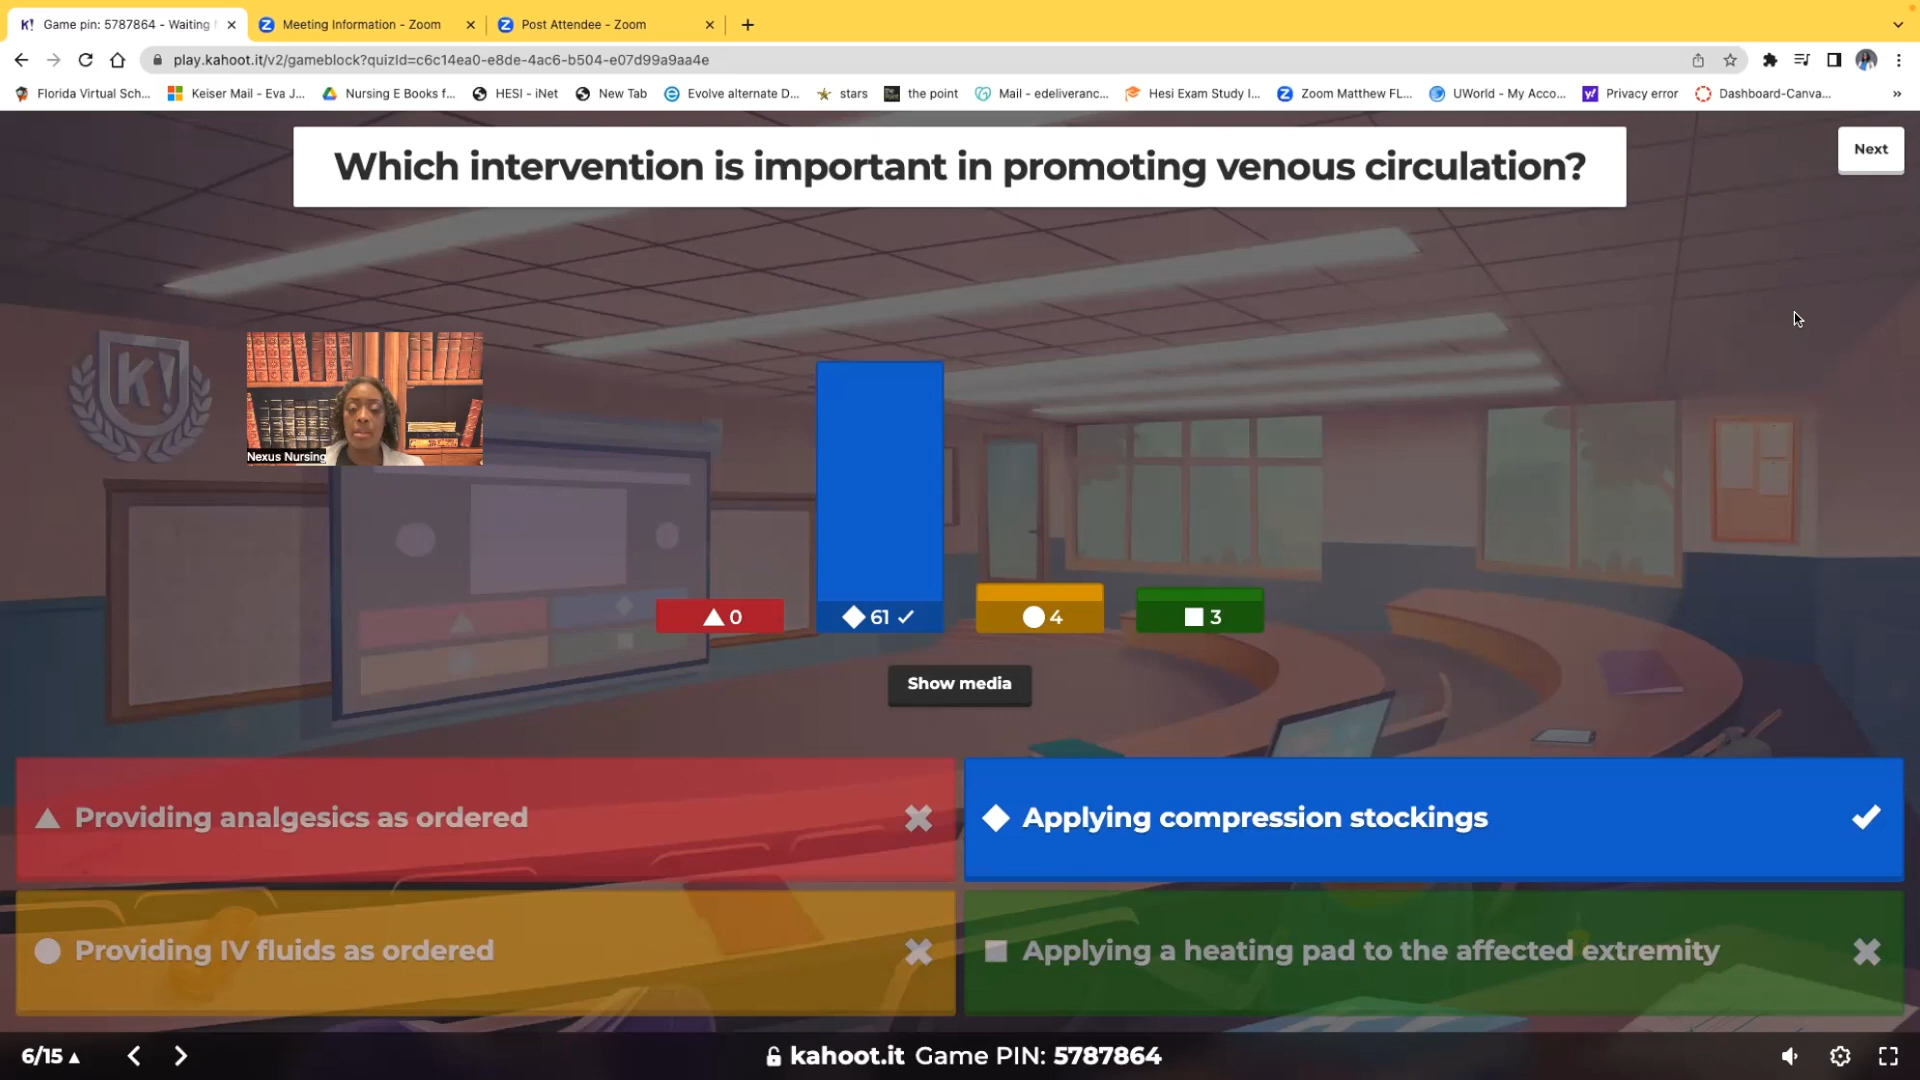 K! Game pin: 5787864 - Waiting
Meeting Information - Zoom
Post Attendee - Zoom
play.kahoot.it/v2/gameblock?quizId=c6c14ea0-e8de-4ac6-b504-e07d99a9aa4e
Florida Virtual Sch...
Keiser Mail - Eva J...
Nursing E Books f...
HESI - iNet
New Tab
Evolve alternate D...
stars
the point
Mail - edeliveranc...
Hesi Exam Study I...
Zoom Matthew FL...
UWorld - My Acco...
Privacy error
Dashboard-Canva...
»
Which intervention is important in promoting venous circulation?
Next
K!
Nexus Nursing
0
61
4
3
Show media
Providing analgesics as ordered
Applying compression stockings
Providing IV fluids as ordered
Applying a heating pad to the affected extremity
6/15
kahoot.it Game PIN: 5787864